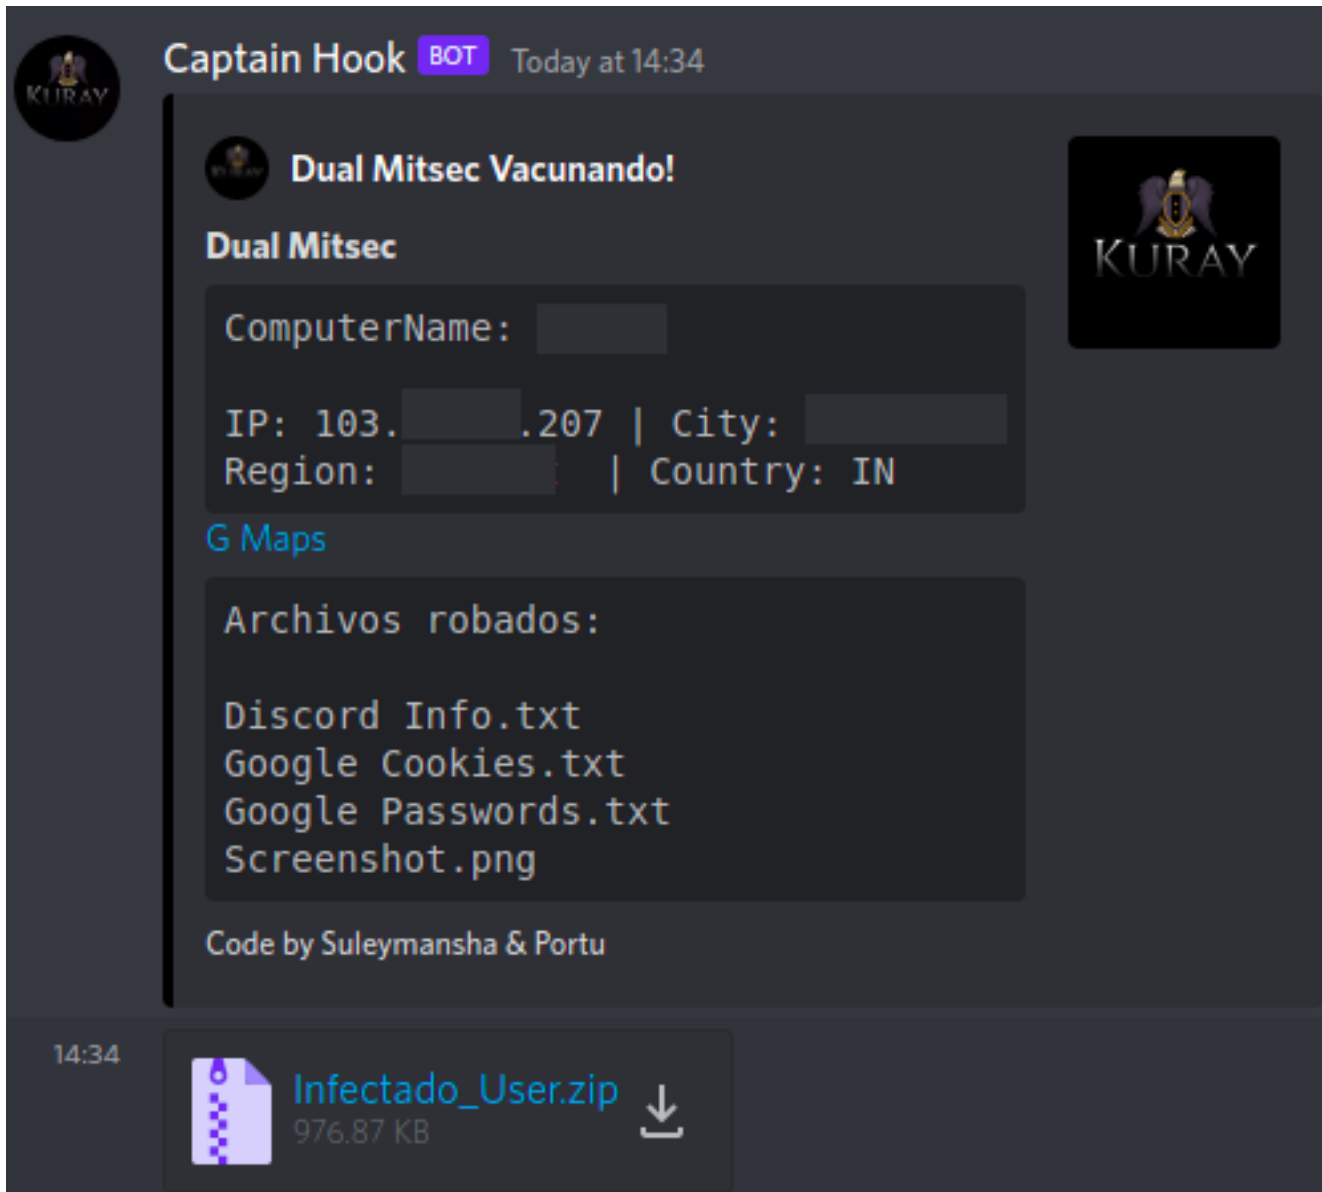 Captain Hook BOT Today at 14:34
KURAY
Dual Mitsec Vacunando!
KURAY
Dual Mitsec
ComputerName:
IP: 103. .207 | City:
Region: | Country: IN
G Maps
Archivos robados:
Discord Info.txt
Google Cookies.txt
Google Passwords.txt
Screenshot.png
Code by Suleymansha & Portu
14:34
Infectado_User.zip
976.87 KB